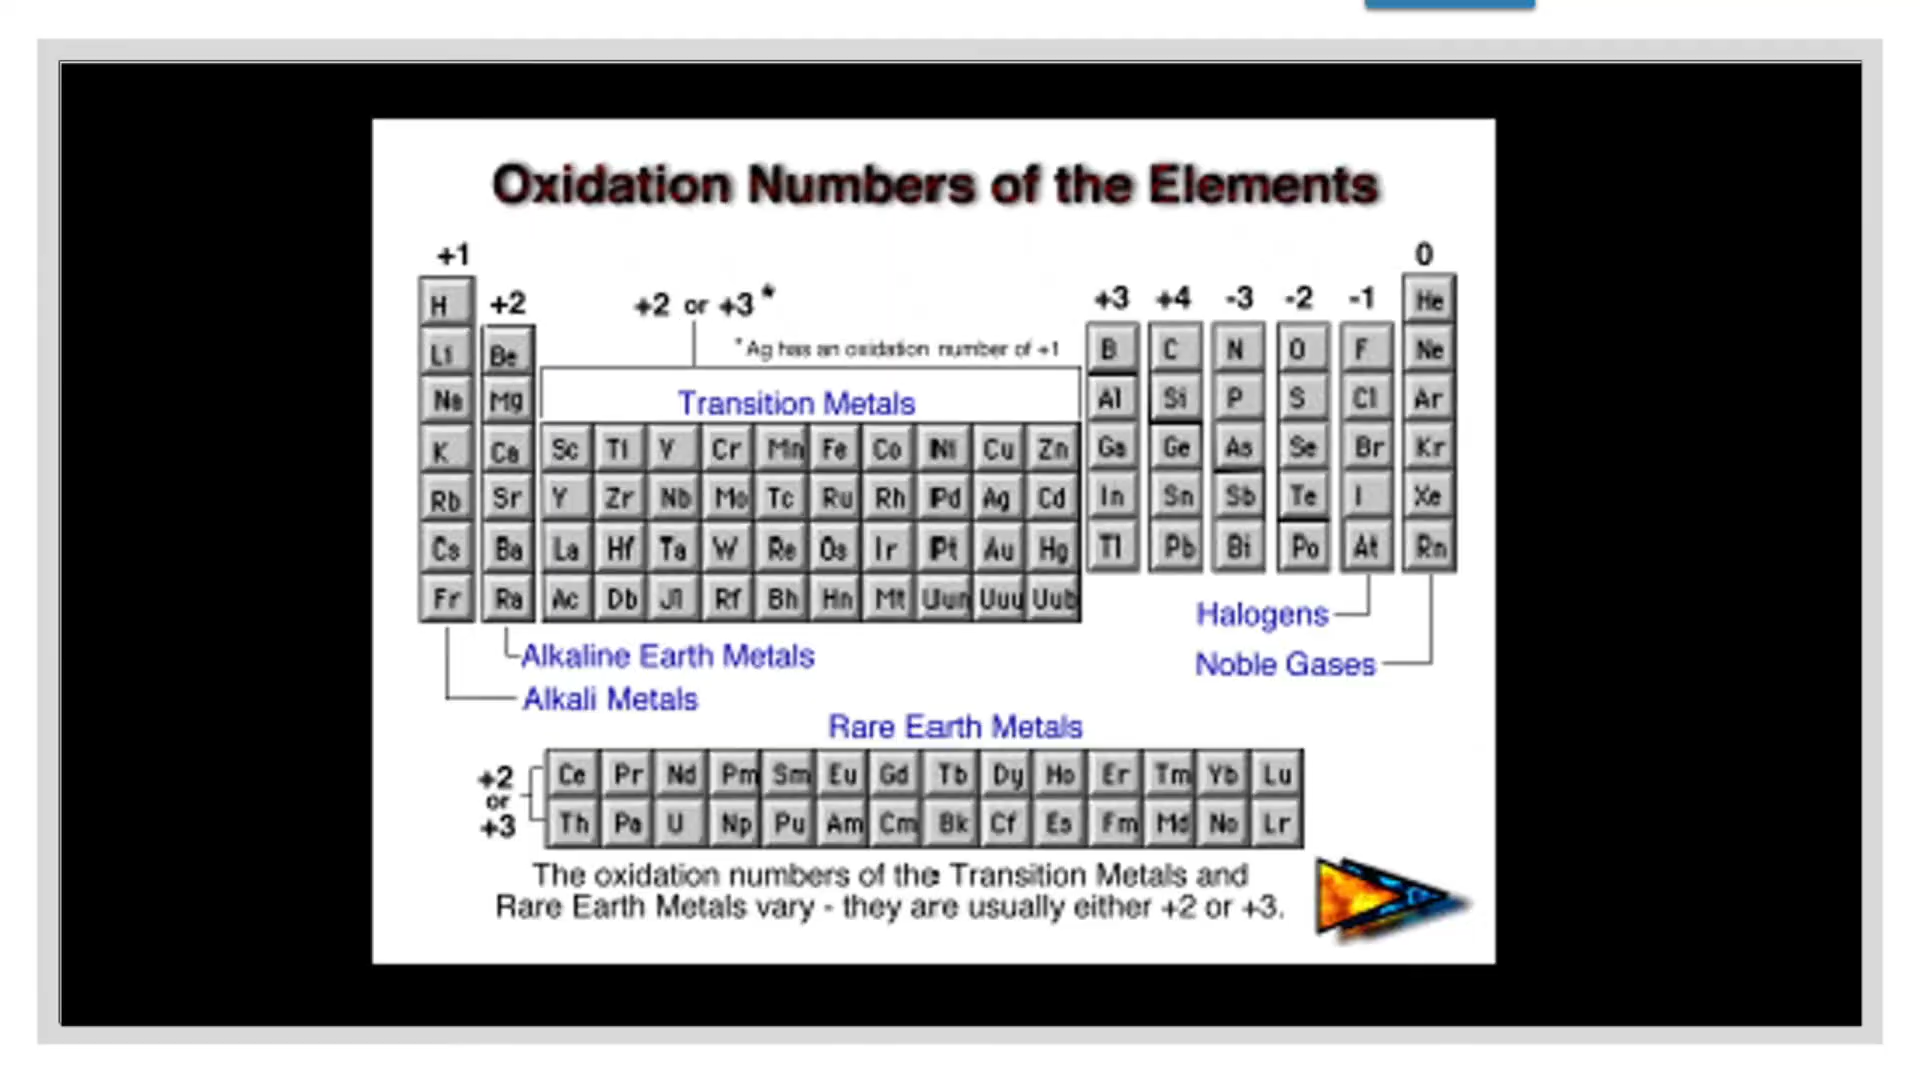 Oxidation Numbers of the Elements
+1 0
+2 +2 or +3* +3 +4 -3 -2 -1
H He
*Ag has an oxidation number of +1
Li Be B C N O F Ne
Transition Metals
Na Mg Al Si P S Cl Ar
K Ca Sc Ti V Cr Mn Fe Co Ni Cu Zn Ga Ge As Se Br Kr
Rb Sr Y Zr Nb Mo Tc Ru Rh Pd Ag Cd In Sn Sb Te I Xe
Cs Ba La Hf Ta W Re Os Ir Pt Au Hg Tl Pb Bi Po At Rn
Fr Ra Ac Db Jl Rf Bh Hn Mt Uun Uuu Uub
Halogens
Alkaline Earth Metals
Noble Gases
Alkali Metals
Rare Earth Metals
+2
or
+3
Ce Pr Nd Pm Sm Eu Gd Tb Dy Ho Er Tm Yb Lu
Th Pa U Np Pu Am Cm Bk Cf Es Fm Md No Lr
The oxidation numbers of the Transition Metals and
Rare Earth Metals vary - they are usually either +2 or +3.